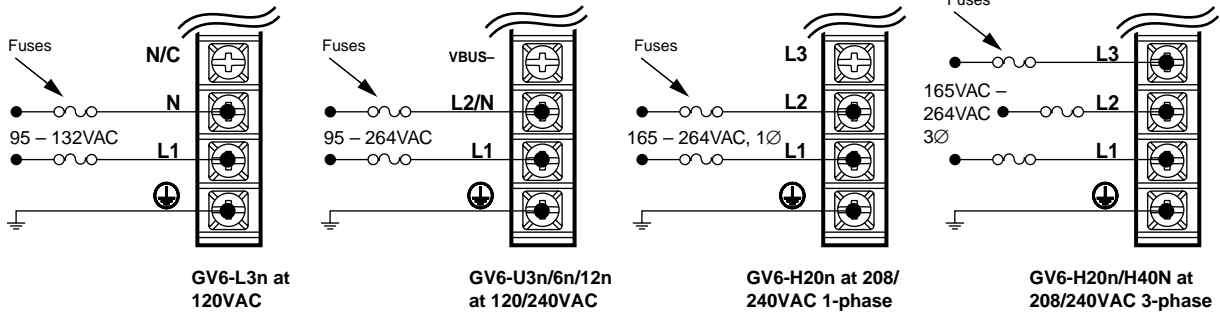 Fuses
N/C
N
95 – 132VAC
L1
GV6-L3n at
120VAC
Fuses
VBUS–
L2/N
95 – 264VAC
L1
GV6-U3n/6n/12n
at 120/240VAC
Fuses
L3
L2
165 – 264VAC, 1∅
L1
GV6-H20n at 208/
240VAC 1-phase
Fuses
L3
165VAC –
264VAC
3∅
L2
L1
GV6-H20n/H40N at
208/240VAC 3-phase